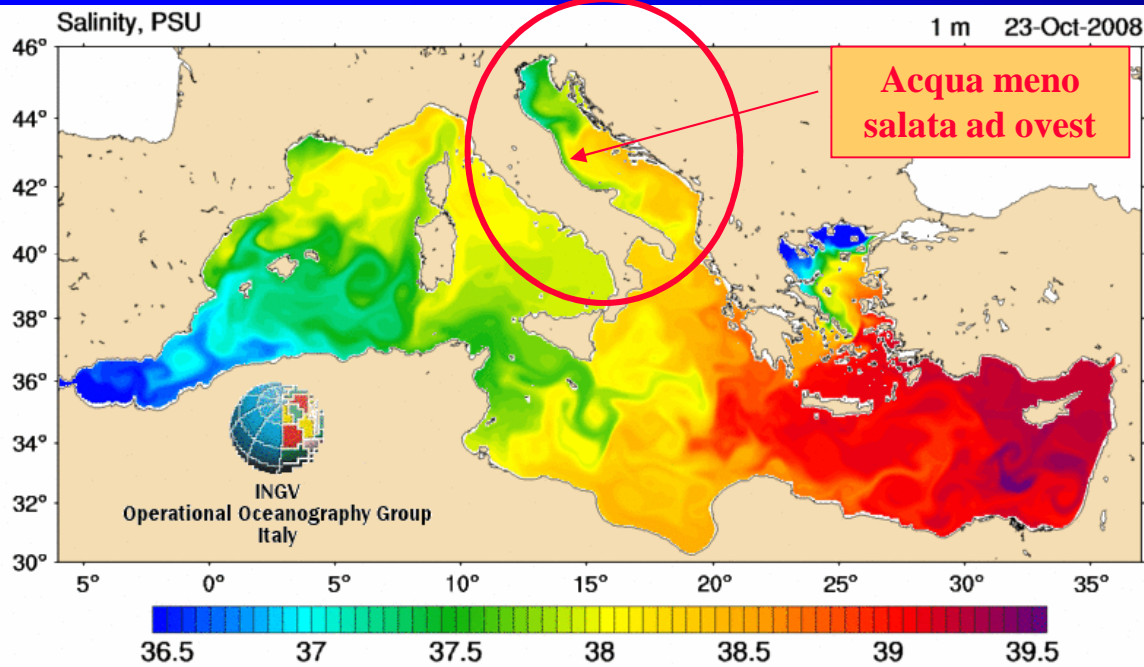 Salinity, PSU
1 m 23-Oct-2008
46°
44°
42°
40°
38°
36°
34°
32°
30°
Acqua meno
salata ad ovest
INGV
Operational Oceanography Group
Italy
5° 0° 5° 10° 15° 20° 25° 30° 35°
36.5 37 37.5 38 38.5 39 39.5